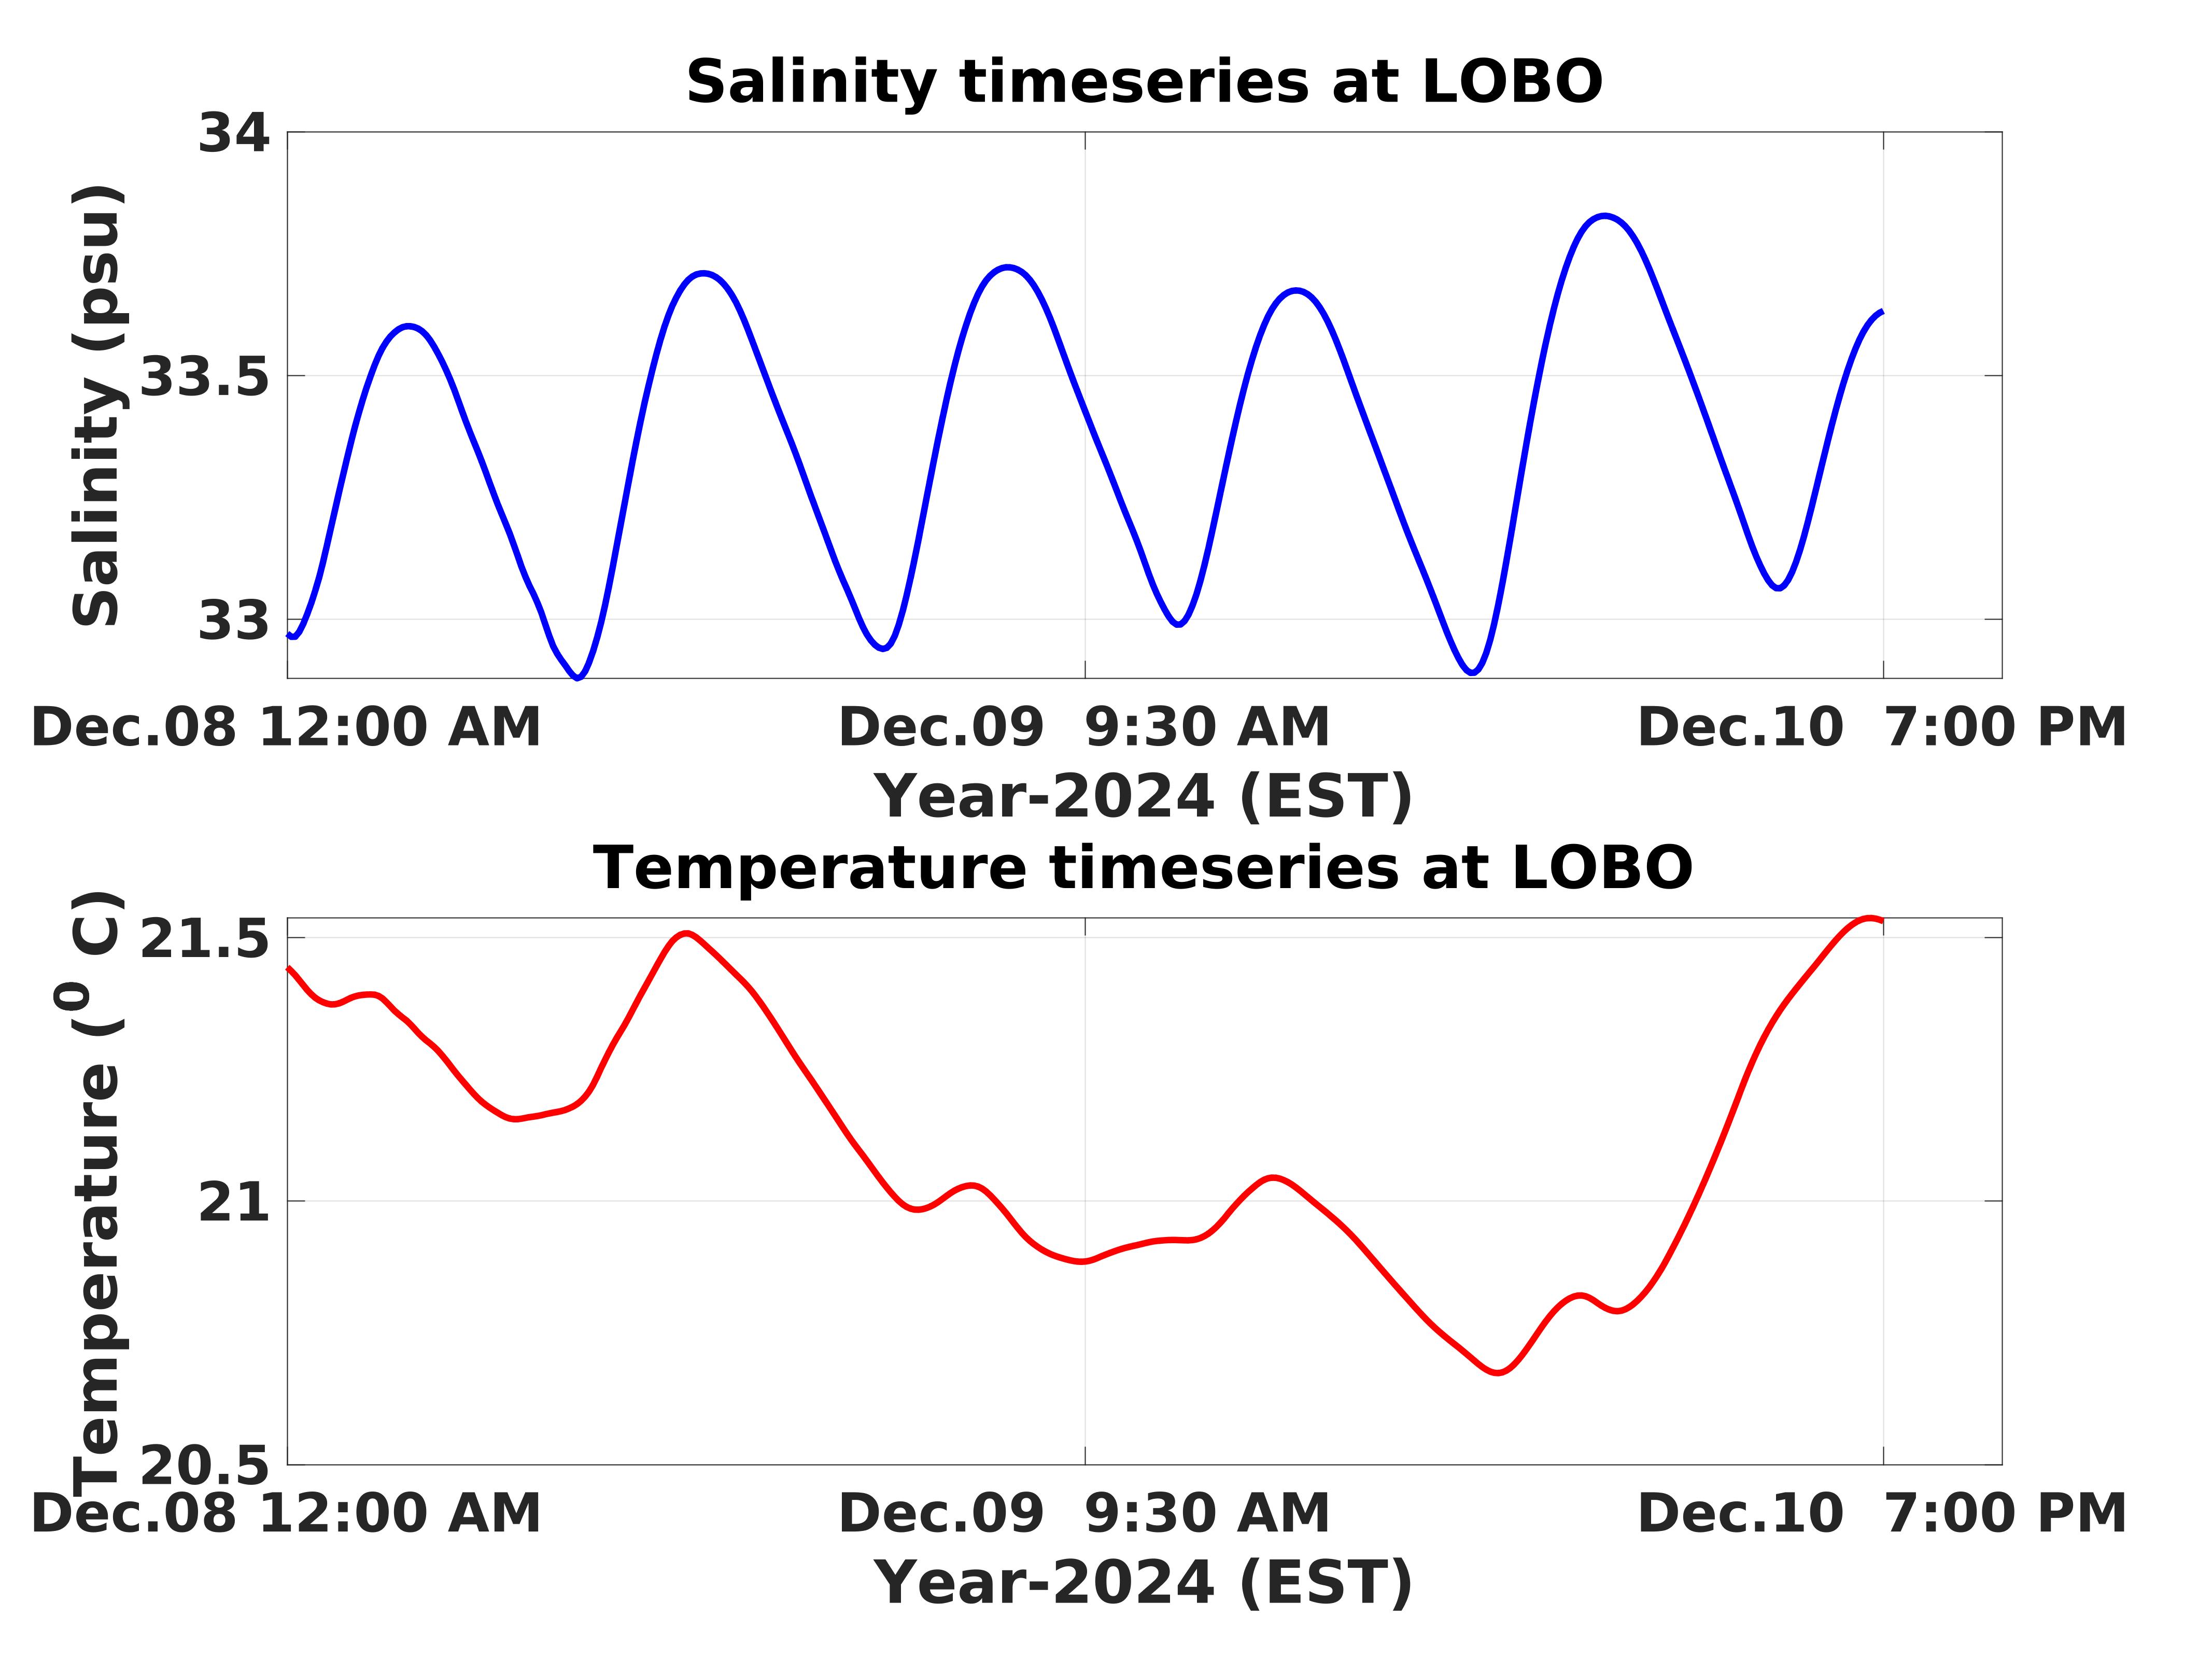 Salinity timeseries at LOBO
Salinity (psu)
34
33.5
33
Dec.08 12:00 AM Dec.09  9:30 AM Dec.10  7:00 PM
Year-2024 (EST)
Temperature timeseries at LOBO
Temperature (⁰ C)
21.5
21
20.5
Dec.08 12:00 AM Dec.09  9:30 AM Dec.10  7:00 PM
Year-2024 (EST)